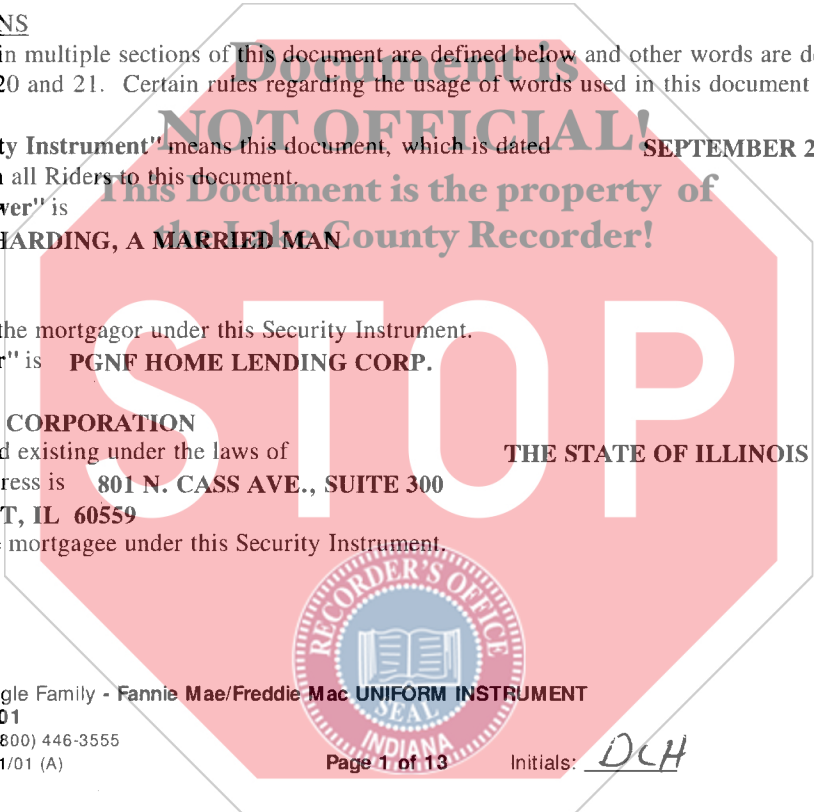 NS
in multiple sections of this document are defined below and other words are de
20 and 21. Certain rules regarding the usage of words used in this document
Document is
NOT OFFICIAL!
This Document is the property of
the Lake County Recorder!
ty Instrument" means this document, which is dated SEPTEMBER 2
all Riders to this document.
wer" is
HARDING, A MARRIED MAN
STOP
the mortgagor under this Security Instrument.
r" is PGNF HOME LENDING CORP.
CORPORATION
d existing under the laws of THE STATE OF ILLINOIS
ress is 801 N. CASS AVE., SUITE 300
T, IL 60559
mortgagee under this Security Instrument.
RECORDER'S OFFICE
SEAL
INDIANA
gle Family - Fannie Mae/Freddie Mac UNIFORM INSTRUMENT
01
800) 446-3555
1/01 (A) Page 1 of 13 Initials: DCH